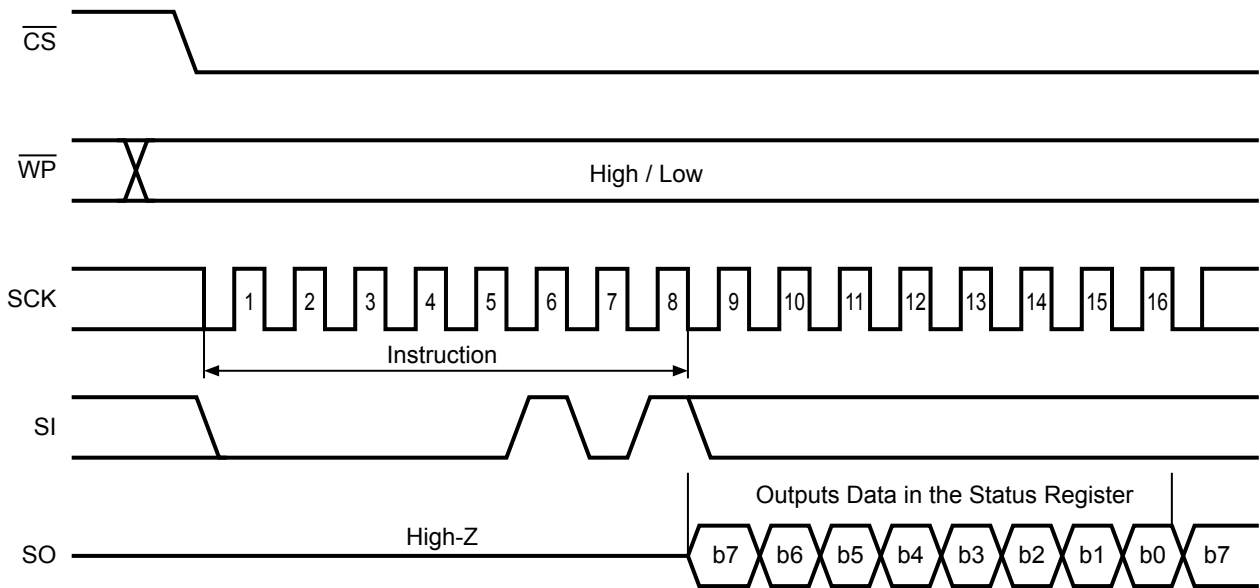 CS
WP
High / Low
SCK
1 2 3 4 5 6 7 8 9 10 11 12 13 14 15 16
Instruction
SI
Outputs Data in the Status Register
High-Z
SO
b7 b6 b5 b4 b3 b2 b1 b0 b7